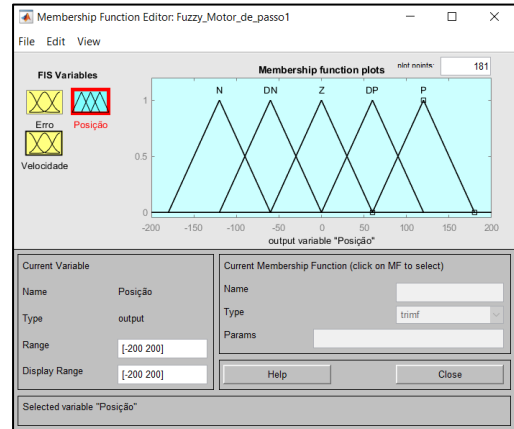 Membership Function Editor: Fuzzy_Motor_de_passo1
File Edit View
FIS Variables
Erro Posição
Velocidade
Membership function plots
plot points: 181
N DN Z DP P
1
0.5
0
-200 -150 -100 -50 0 50 100 150 200
output variable "Posição"
Current Variable
Name Posição
Type output
Range [-200 200]
Display Range [-200 200]
Current Membership Function (click on MF to select)
Name
Type trimf
Params
Help Close
Selected variable "Posição"